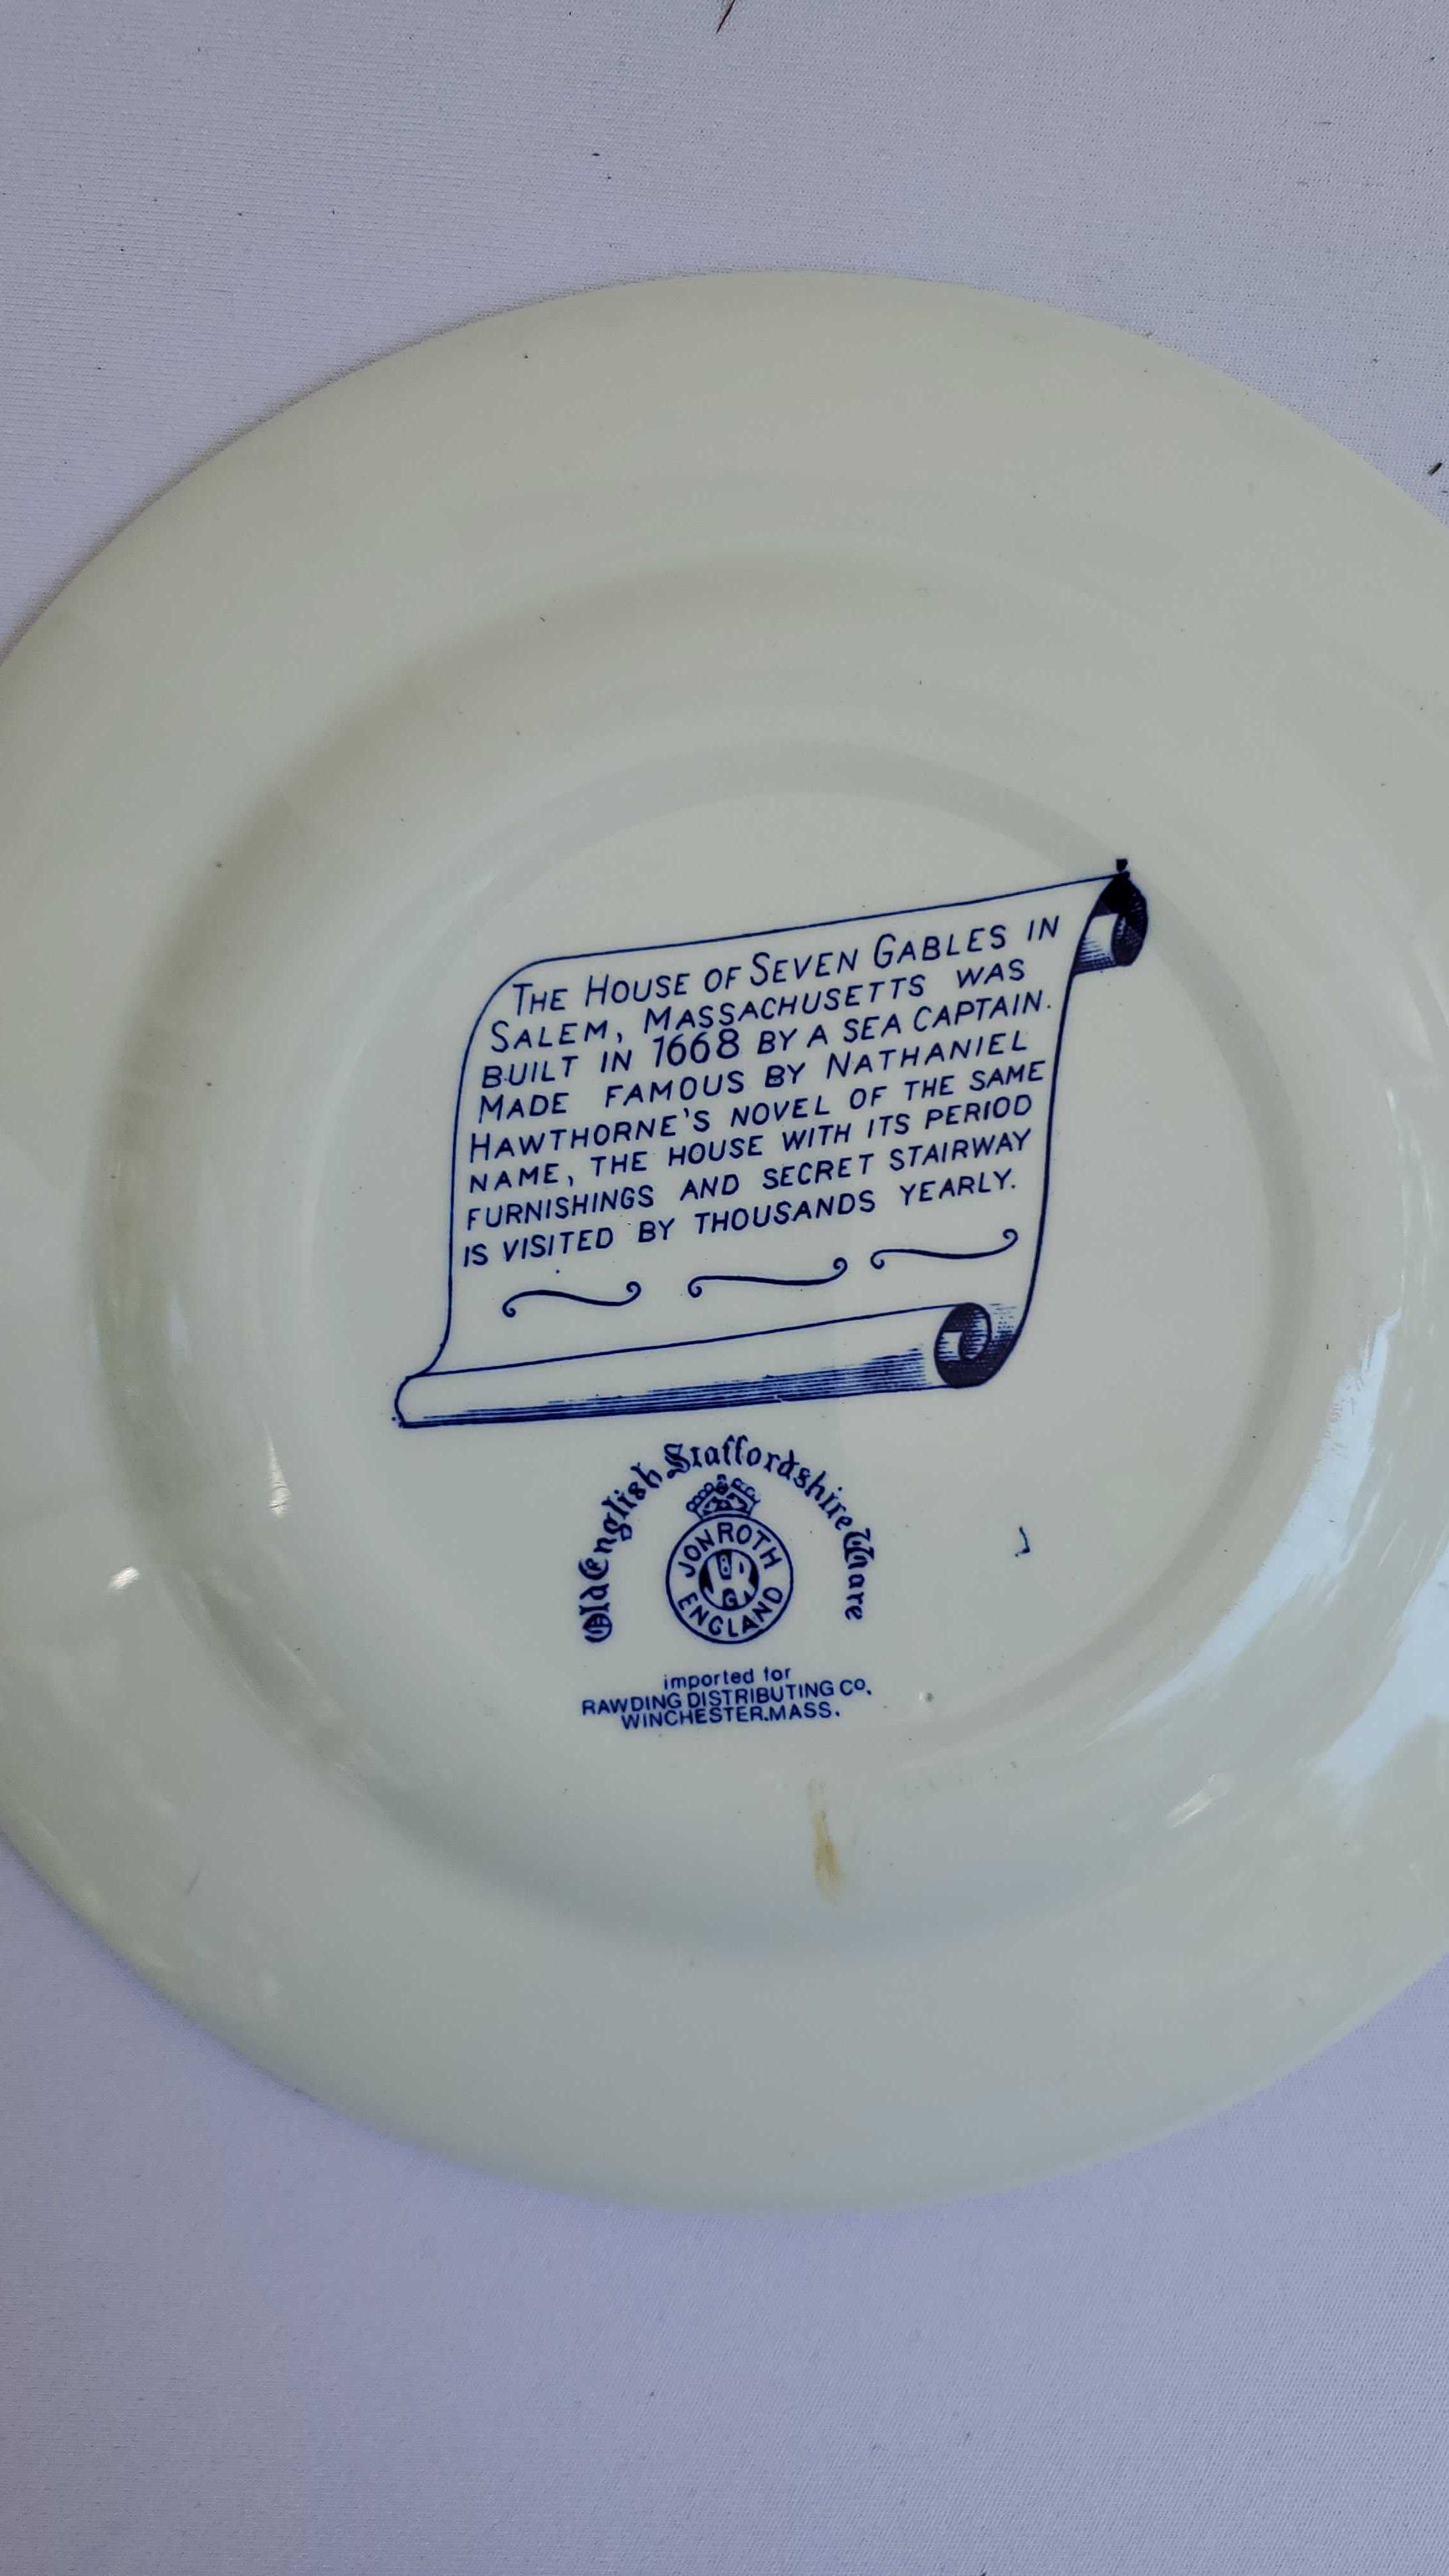 THE HOUSE OF SEVEN GABLES IN
SALEM, MASSACHUSETTS WAS
BUILT IN 1668 BY A SEA CAPTAIN.
MADE FAMOUS BY NATHANIEL
HAWTHORNE'S NOVEL OF THE SAME
NAME, THE HOUSE WITH ITS PERIOD
FURNISHINGS AND SECRET STAIRWAY
IS VISITED BY THOUSANDS YEARLY.
Old English Staffordshire Ware
JONROTH
ENGLAND
imported for
RAWDING DISTRIBUTING CO.
WINCHESTER.MASS.